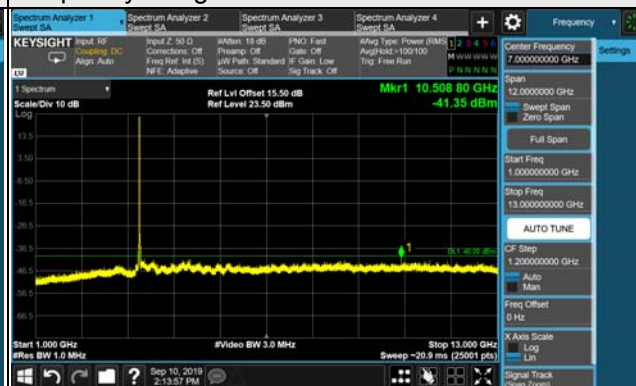 Spectrum Analyzer 1
Swept SA
Spectrum Analyzer 2
Swept SA
Spectrum Analyzer 3
Swept SA
Spectrum Analyzer 4
Swept SA
Frequency
KEYSIGHT
Input: RF
Coupling: DC
Align: Auto
Input Z: 50 Ω
Corrections: Off
Freq Ref: Int (S)
NFE: Adaptive
#Atten: 18 dB
Preamp: Off
µW Path: Standard
Source: Off
PNO: Fast
Gate: Off
IF Gain: Low
Sig Track: Off
#Avg Type: Power (RMS
Avg|Hold:>100/100
Trig: Free Run
1 2 3 4 5 6
M W W W W W
P N N N N N
LXI
1 Spectrum
Scale/Div 10 dB
Log
Ref Lvl Offset 15.50 dB
Ref Level 23.50 dBm
Mkr1 10.508 80 GHz
-41.35 dBm
13.5
3.50
-6.50
-16.5
-26.5
-36.5
-46.5
-56.5
-66.5
1
DL1 -40.00 dBm
Start 1.000 GHz
#Res BW 1.0 MHz
#Video BW 3.0 MHz
Stop 13.000 GHz
Sweep ~20.9 ms (25001 pts)
Sep 10, 2019
2:13:57 PM
Center Frequency
7.000000000 GHz
Settings
Span
12.0000000 GHz
Swept Span
Zero Span
Full Span
Start Freq
1.000000000 GHz
Stop Freq
13.000000000 GHz
AUTO TUNE
CF Step
1.200000000 GHz
Auto
Man
Freq Offset
0 Hz
X Axis Scale
Log
Lin
Signal Track
(Span Zoom)